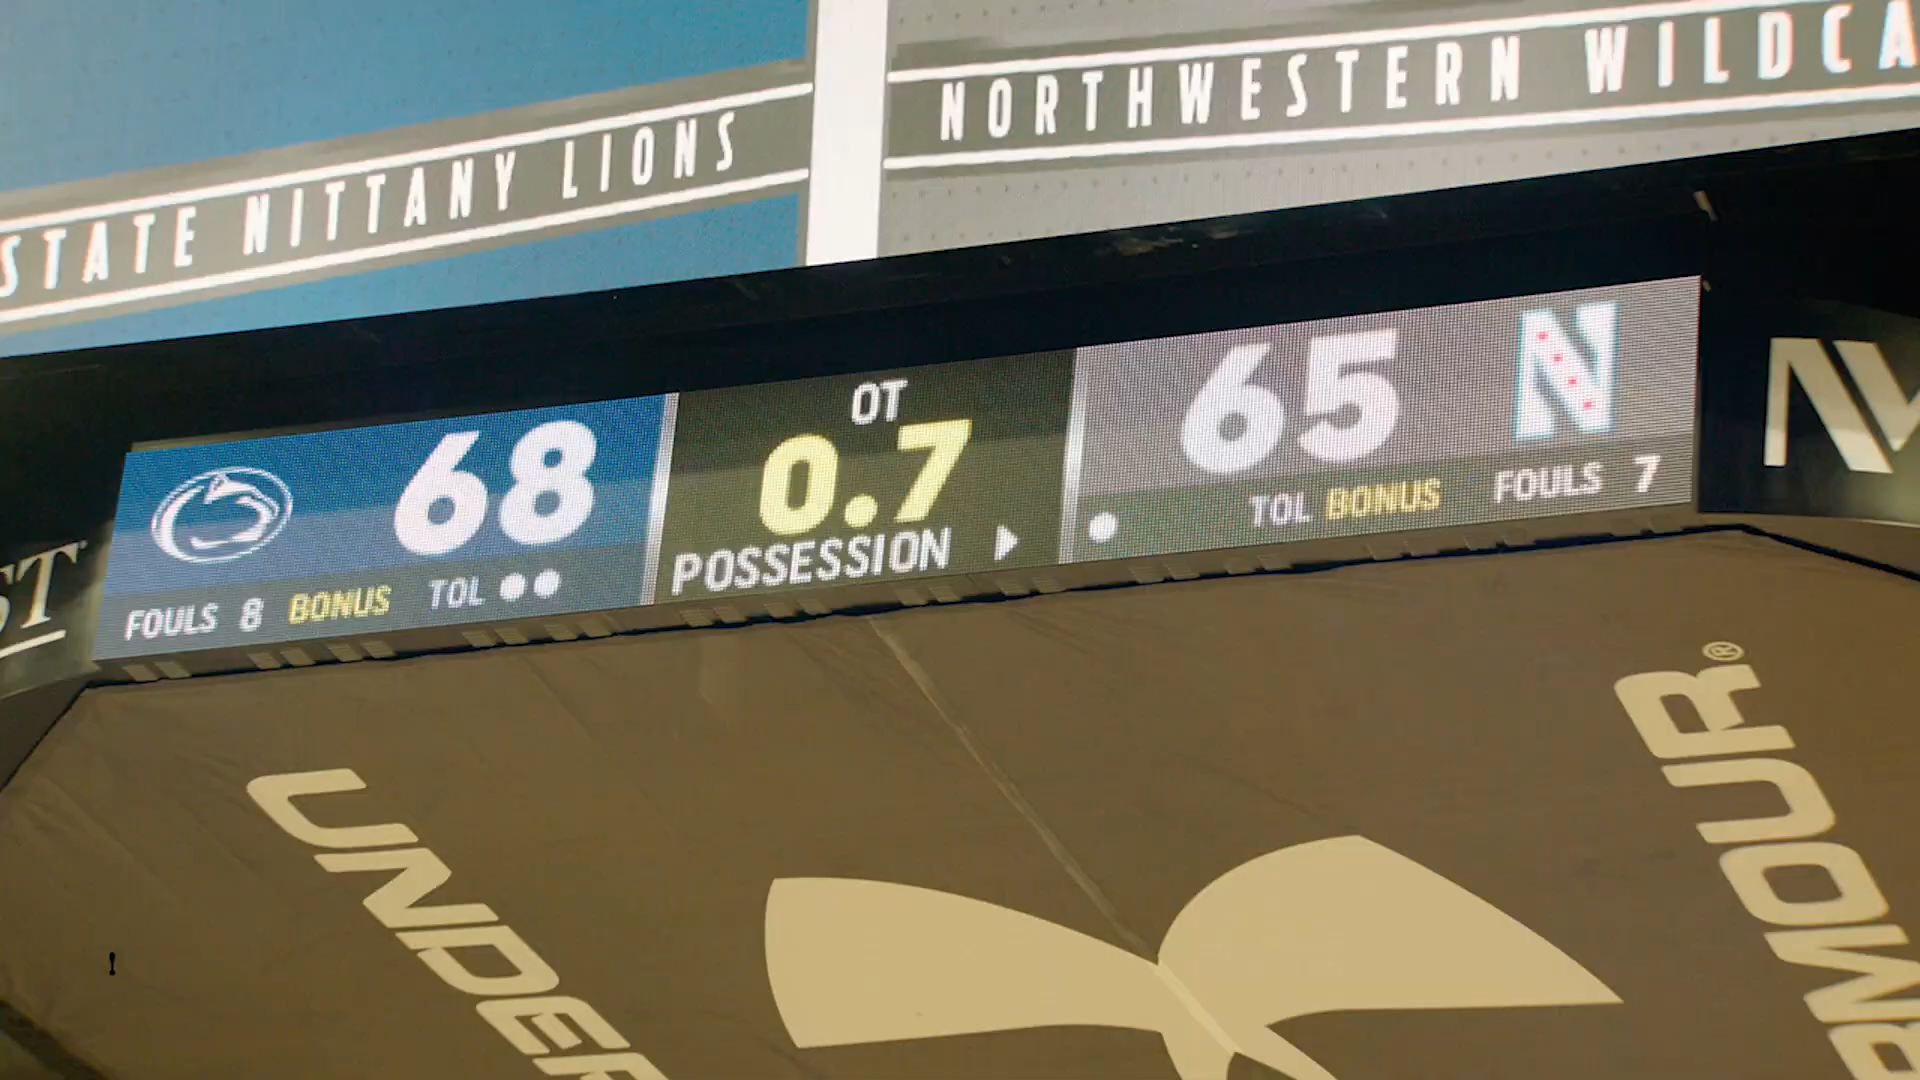 STATE NITTANY LIONS
NORTHWESTERN WILDCA
68
OT
0.7
POSSESSION
65
N
FOULS 8 BONUS TOL
TOL BONUS FOULS 7
ST
UNDER
RMOUR®